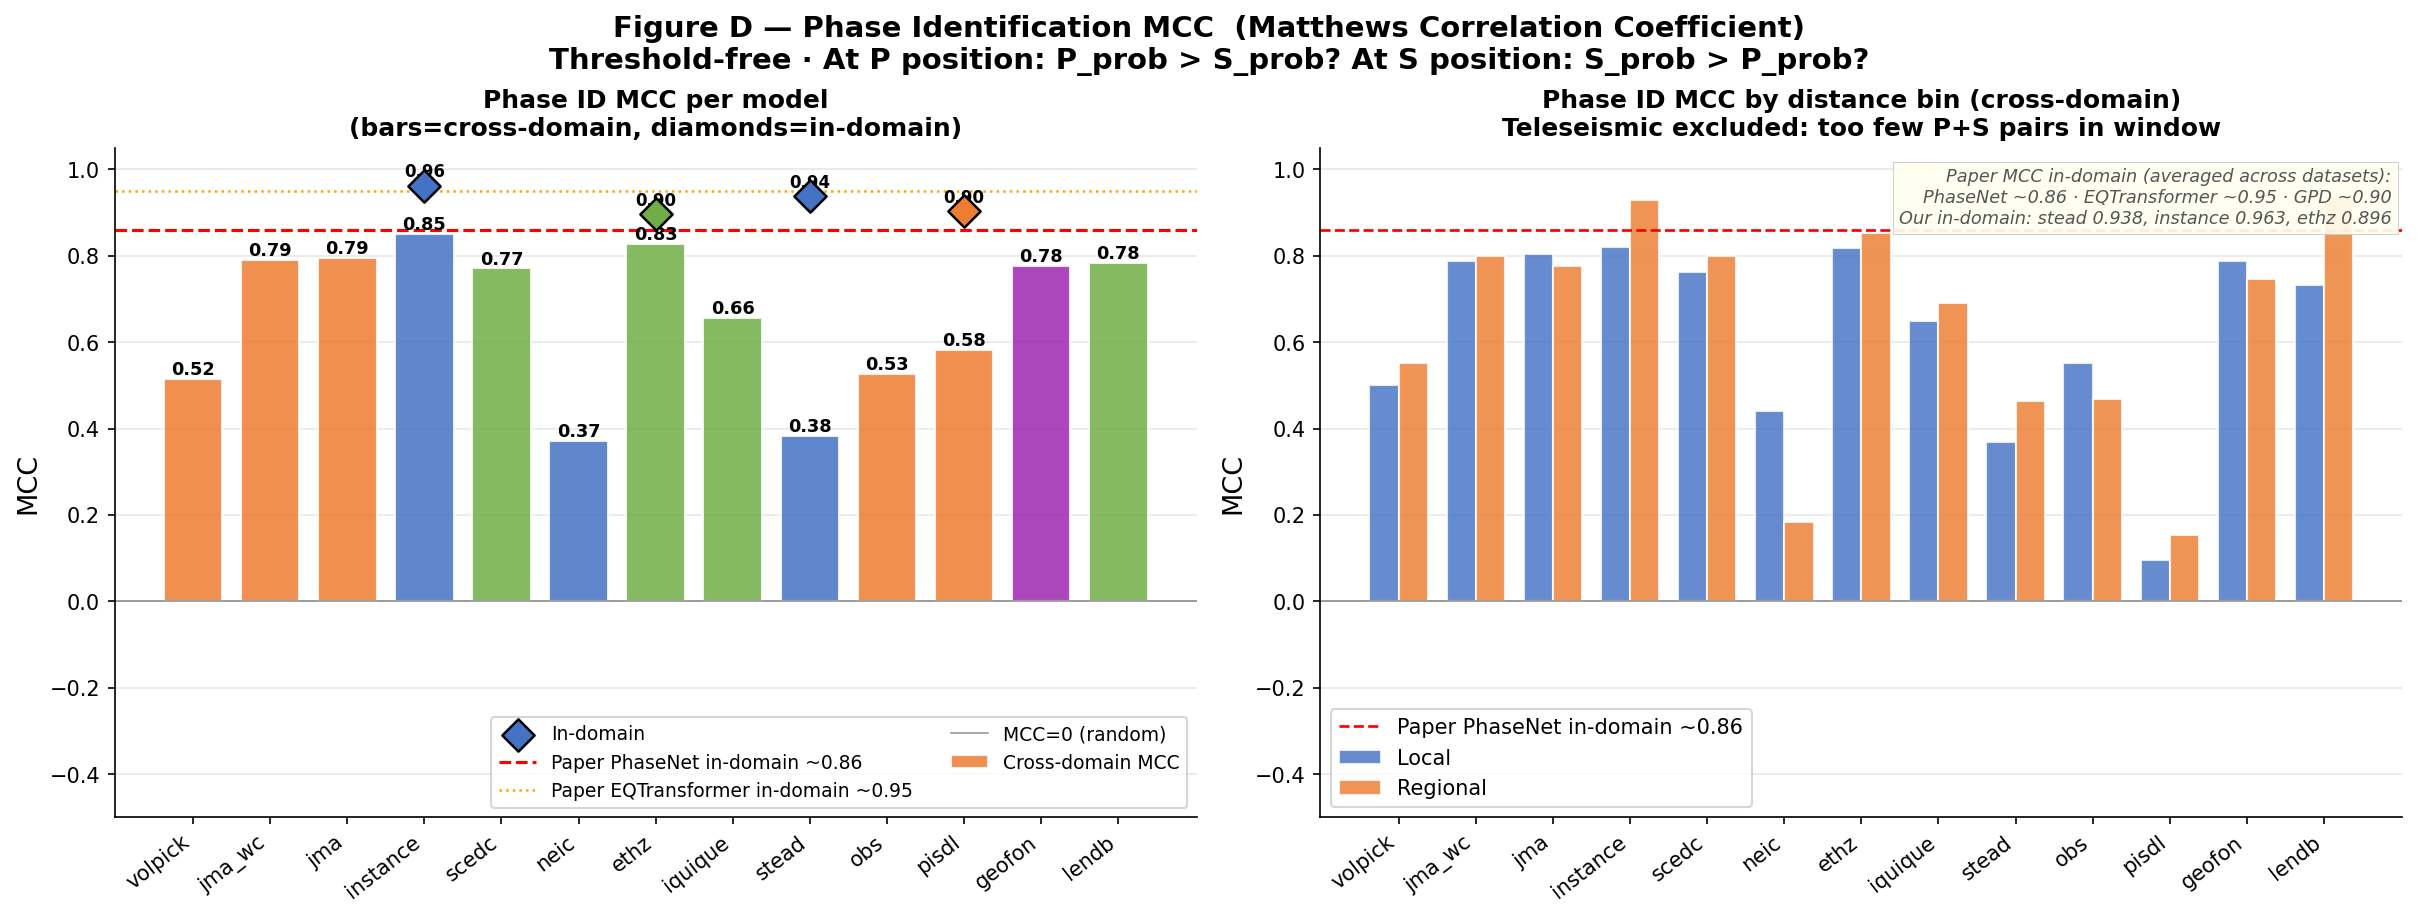 Figure D — Phase Identification MCC  (Matthews Correlation Coefficient)
Threshold-free · At P position: P_prob > S_prob? At S position: S_prob > P_prob?
Phase ID MCC per model
(bars=cross-domain, diamonds=in-domain)
MCC
1.0
0.8
0.6
0.4
0.2
0.0
−0.2
−0.4
0.52
0.79
0.79
0.96
0.85
0.77
0.37
0.90
0.83
0.66
0.94
0.38
0.53
0.90
0.58
0.78
0.78
In-domain
Paper PhaseNet in-domain ~0.86
Paper EQTransformer in-domain ~0.95
MCC=0 (random)
Cross-domain MCC
volpick
jma_wc
jma
instance
scedc
neic
ethz
iquique
stead
obs
pisdl
geofon
lendb
Phase ID MCC by distance bin (cross-domain)
Teleseismic excluded: too few P+S pairs in window
MCC
1.0
0.8
0.6
0.4
0.2
0.0
−0.2
−0.4
Paper MCC in-domain (averaged across datasets):
PhaseNet ~0.86 · EQTransformer ~0.95 · GPD ~0.90
Our in-domain: stead 0.938, instance 0.963, ethz 0.896
Paper PhaseNet in-domain ~0.86
Local
Regional
volpick
jma_wc
jma
instance
scedc
neic
ethz
iquique
stead
obs
pisdl
geofon
lendb